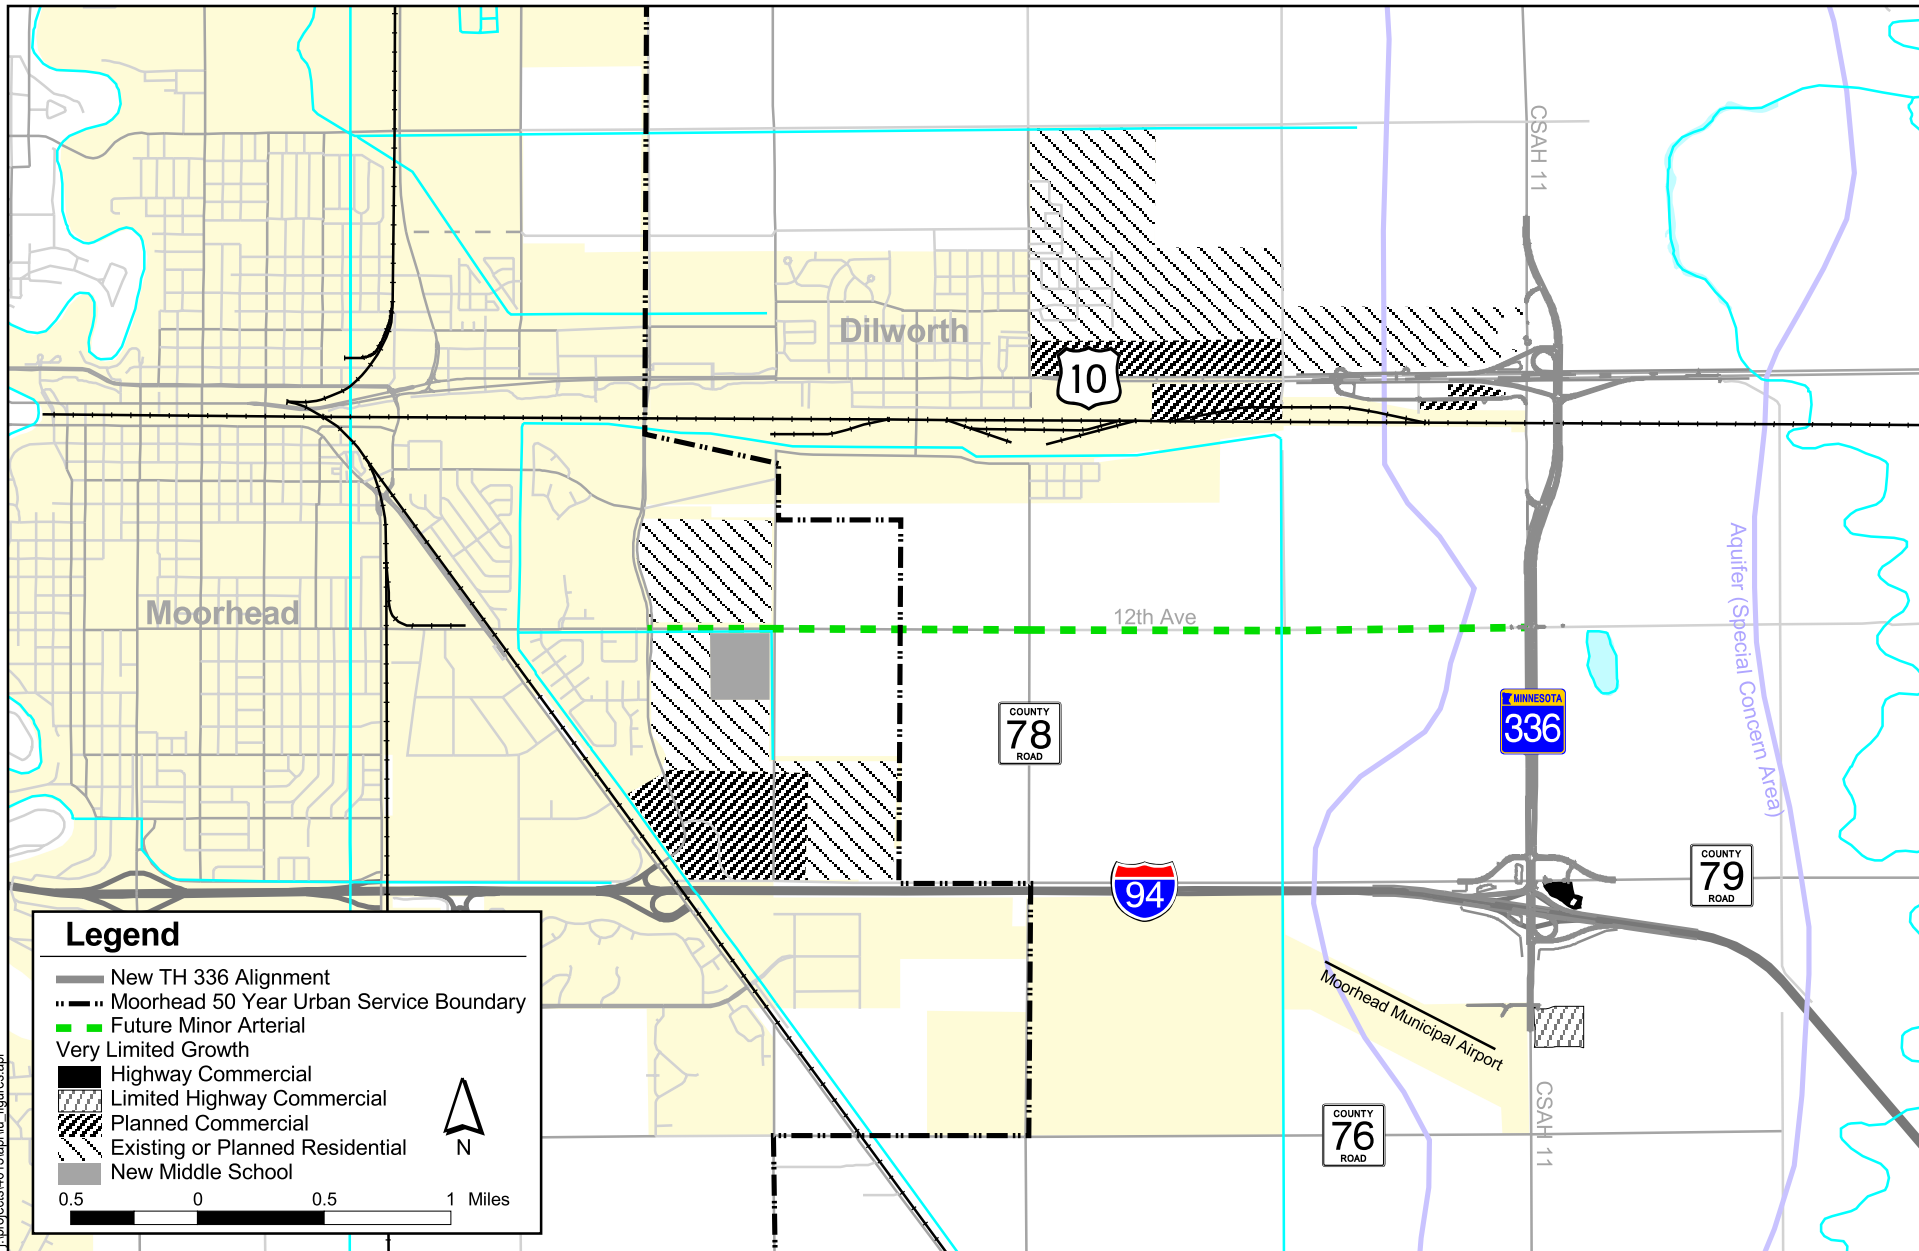 CSAH 11
Dilworth
10
Moorhead
12th Ave
Aquifer (Special Concern Area)
COUNTY
78
ROAD
MINNESOTA
336
COUNTY
79
ROAD
94
Moorhead Municipal Airport
COUNTY
76
ROAD
CSAH 11
Legend
New TH 336 Alignment
Moorhead 50 Year Urban Service Boundary
Future Minor Arterial
Very Limited Growth
Highway Commercial
Limited Highway Commercial
Planned Commercial
Existing or Planned Residential
New Middle School
N
0.5 0 0.5 1 Miles